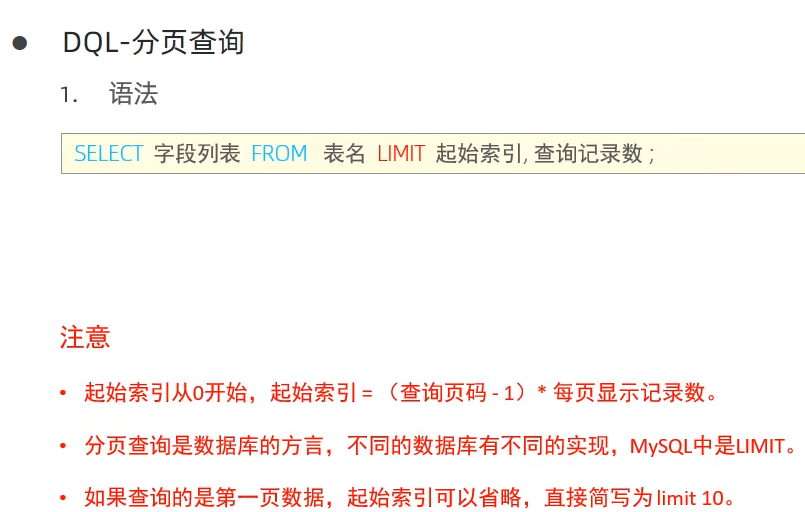 ● DQL-分页查询
1. 语法
SELECT 字段列表 FROM 表名 LIMIT 起始索引, 查询记录数 ;
注意
• 起始索引从0开始，起始索引 = （查询页码 - 1）* 每页显示记录数。
• 分页查询是数据库的方言，不同的数据库有不同的实现，MySQL中是LIMIT。
• 如果查询的是第一页数据，起始索引可以省略，直接简写为 limit 10。